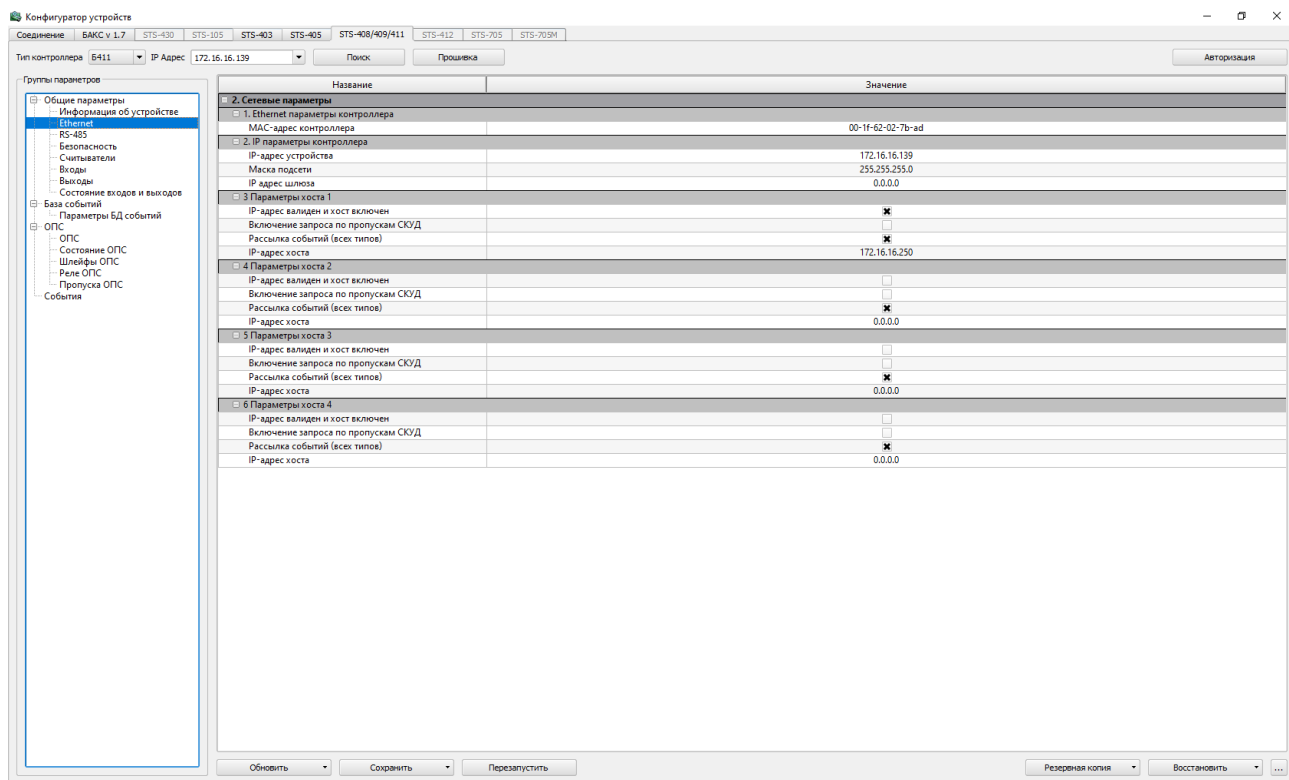 Конфигуратор устройств
Соединение БАКС v 1.7 STS-430 STS-105 STS-403 STS-405 STS-408/409/411 STS-412 STS-705 STS-705M
Тип контроллера Б411 IP Адрес 172.16.16.139 Поиск Прошивка Авторизация
Группы параметров
Общие параметры
Информация об устройстве
Ethernet
RS-485
Безопасность
Считыватели
Входы
Выходы
Состояние входов и выходов
База событий
Параметры БД событий
ОПС
ОПС
Состояние ОПС
Шлейфы ОПС
Реле ОПС
Пропуска ОПС
События
Название Значение
2. Сетевые параметры
1. Ethernet параметры контроллера
MAC-адрес контроллера 00-1f-62-02-7b-ad
2. IP параметры контроллера
IP-адрес устройства 172.16.16.139
Маска подсети 255.255.255.0
IP адрес шлюза 0.0.0.0
3 Параметры хоста 1
IP-адрес валиден и хост включен
Включение запроса по пропускам СКУД
Рассылка событий (всех типов)
IP-адрес хоста 172.16.16.250
4 Параметры хоста 2
IP-адрес валиден и хост включен
Включение запроса по пропускам СКУД
Рассылка событий (всех типов)
IP-адрес хоста 0.0.0.0
5 Параметры хоста 3
IP-адрес валиден и хост включен
Включение запроса по пропускам СКУД
Рассылка событий (всех типов)
IP-адрес хоста 0.0.0.0
6 Параметры хоста 4
IP-адрес валиден и хост включен
Включение запроса по пропускам СКУД
Рассылка событий (всех типов)
IP-адрес хоста 0.0.0.0
Обновить Сохранить Перезапустить Резервная копия Восстановить ...